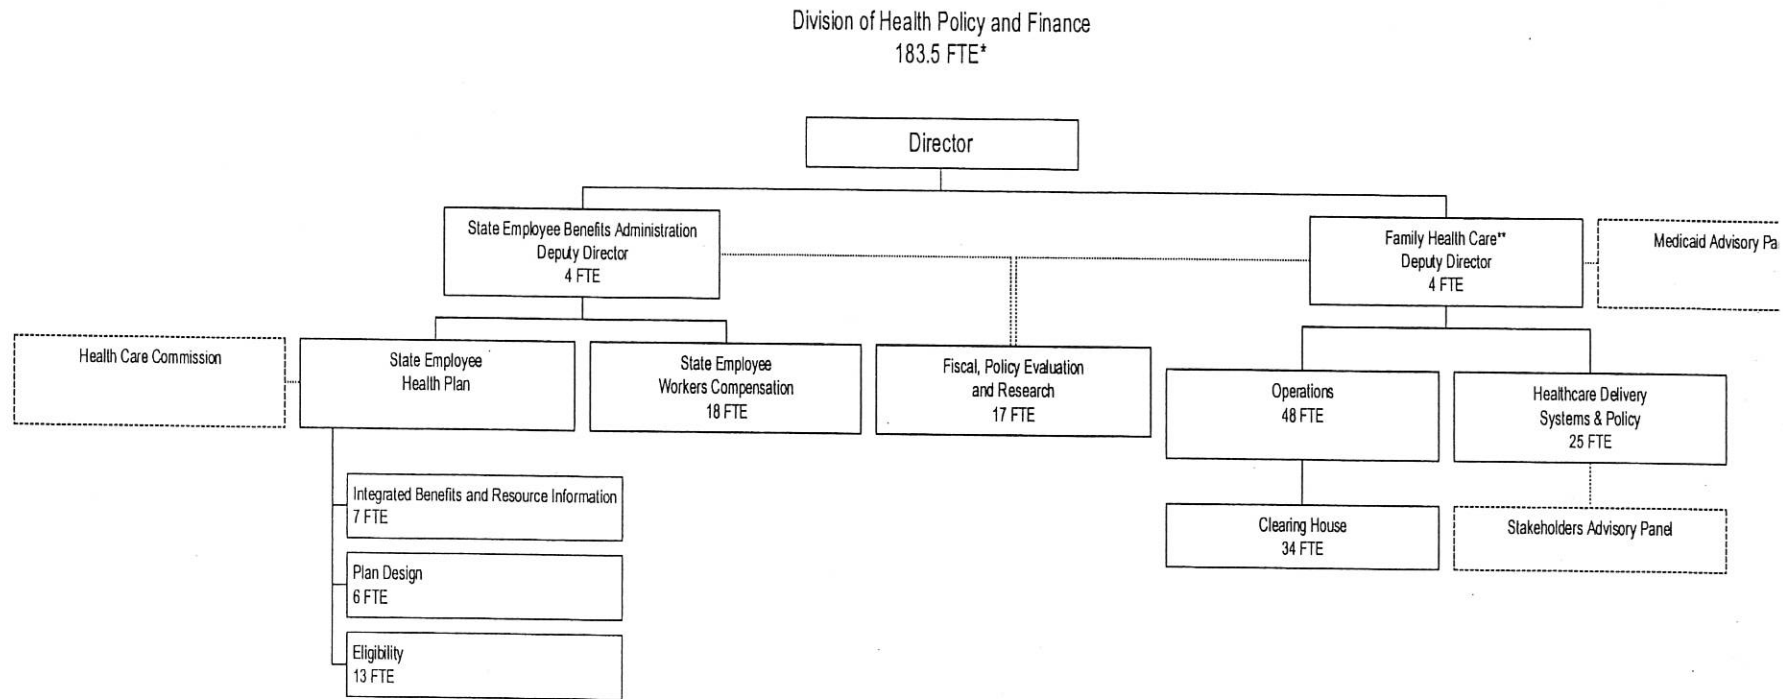 Division of Health Policy and Finance
183.5 FTE*
Director
State Employee Benefits Administration
Deputy Director
4 FTE
Family Health Care**
Deputy Director
4 FTE
Medicaid Advisory
Health Care Commission
State Employee
Health Plan
State Employee
Workers Compensation
18 FTE
Fiscal, Policy Evaluation
and Research
17 FTE
Operations
48 FTE
Healthcare Delivery
Systems & Policy
25 FTE
Integrated Benefits and Resource Information
7 FTE
Plan Design
6 FTE
Eligibility
13 FTE
Clearing House
34 FTE
Stakeholders Advisory Panel